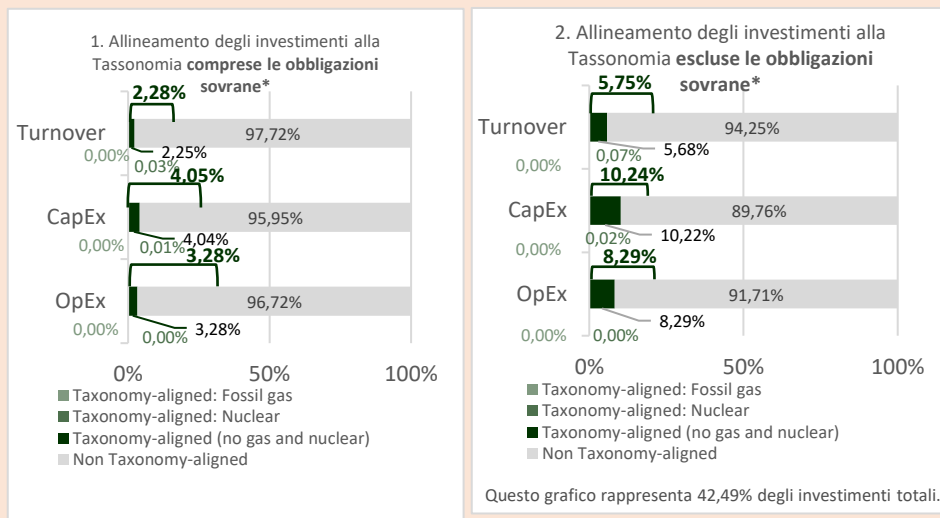 1. Allineamento degli investimenti alla
Tassonomia comprese le obbligazioni
sovrane*
2,28%
Turnover
97,72%
0,00%
0,03%
2,25%
4,05%
CapEx
95,95%
0,00%
0,01%
4,04%
3,28%
OpEx
96,72%
0,00%
0,00%
3,28%
0%
50%
100%
Taxonomy-aligned: Fossil gas
Taxonomy-aligned: Nuclear
Taxonomy-aligned (no gas and nuclear)
Non Taxonomy-aligned
2. Allineamento degli investimenti alla
Tassonomia escluse le obbligazioni
sovrane*
5,75%
Turnover
94,25%
0,00%
0,07%
5,68%
10,24%
CapEx
89,76%
0,00%
0,02%
10,22%
8,29%
OpEx
91,71%
0,00%
0,00%
8,29%
0%
50%
100%
Taxonomy-aligned: Fossil gas
Taxonomy-aligned: Nuclear
Taxonomy-aligned (no gas and nuclear)
Non Taxonomy-aligned
Questo grafico rappresenta 42,49% degli investimenti totali.